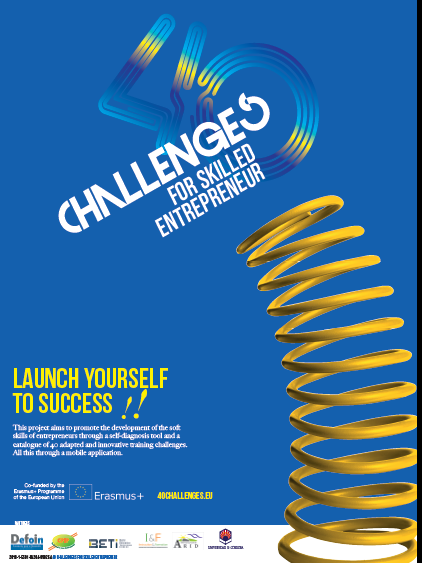 40
CHALLENGES
FOR SKILLED
ENTREPRENEUR
LAUNCH YOURSELF
TO SUCCESS !!
This project aims to promote the development of the soft
skills of entrepreneurs through a self-diagnosis tool and a
catalogue of 40 adapted and innovative training challenges.
All this through a mobile application.
Co-funded by the
Erasmus+ Programme
of the European Union
Erasmus+
40CHALLENGES.EU
Defoin
BETi
I&F